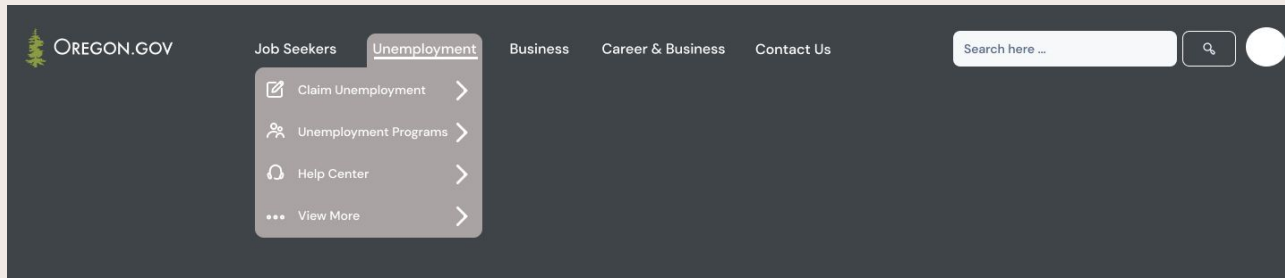 OREGON.GOV
Job Seekers Unemployment Business Career & Business Contact Us
Search here ...
Claim Unemployment
Unemployment Programs
Help Center
View More